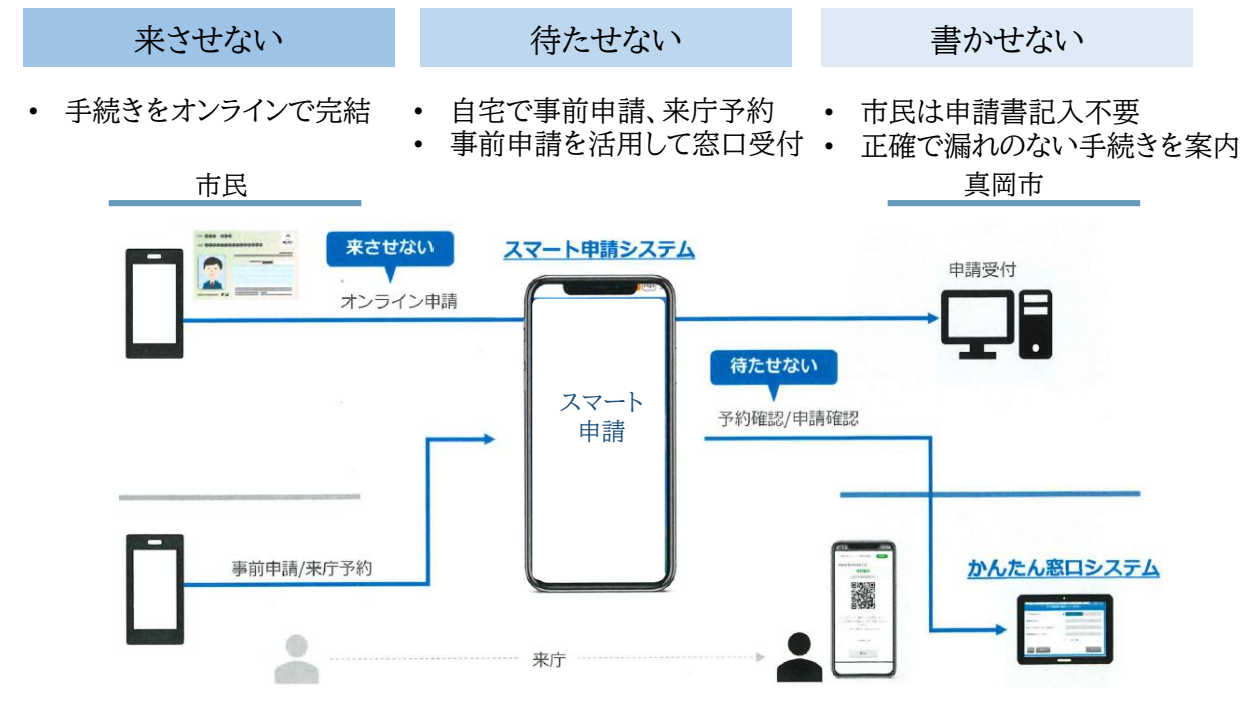 来させない
待たせない
書かせない
• 手続きをオンラインで完結
• 自宅で事前申請、来庁予約
• 事前申請を活用して窓口受付
• 市民は申請書記入不要
• 正確で漏れのない手続きを案内
市民
真岡市
来させない
オンライン申請
スマート申請システム
申請受付
待たせない
予約確認/申請確認
スマート
申請
事前申請/来庁予約
かんたん窓口システム
来庁